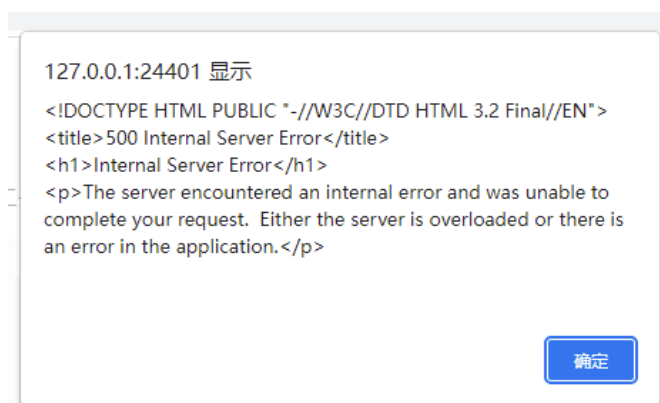 127.0.0.1:24401 显示
<!DOCTYPE HTML PUBLIC "-//W3C//DTD HTML 3.2 Final//EN">
<title>500 Internal Server Error</title>
<h1>Internal Server Error</h1>
<p>The server encountered an internal error and was unable to
complete your request.  Either the server is overloaded or there is
an error in the application.</p>
确定